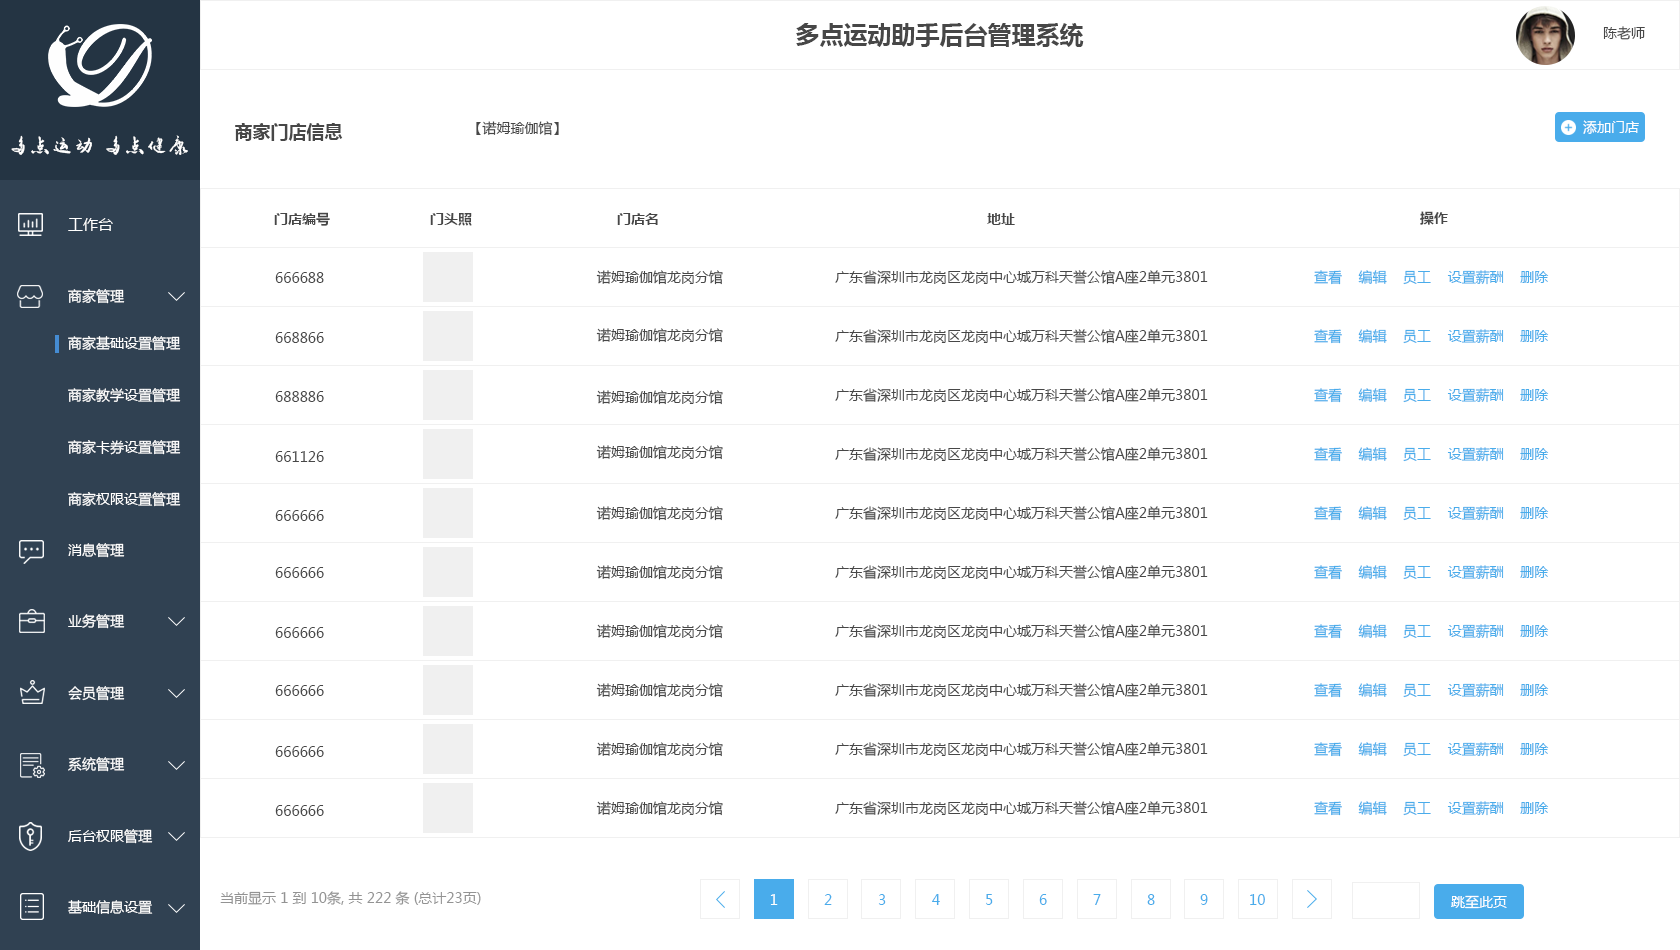 多点运动 多点健康
工作台
商家管理
商家基础设置管理
商家教学设置管理
商家卡券设置管理
商家权限设置管理
消息管理
业务管理
会员管理
系统管理
后台权限管理
基础信息设置
多点运动助手后台管理系统
陈老师
商家门店信息 【诺姆瑜伽馆】 添加门店
门店编号 门头照 门店名 地址 操作
666688 诺姆瑜伽馆龙岗分馆 广东省深圳市龙岗区龙岗中心城万科天誉公馆A座2单元3801 查看 编辑 员工 设置薪酬 删除
668866 诺姆瑜伽馆龙岗分馆 广东省深圳市龙岗区龙岗中心城万科天誉公馆A座2单元3801 查看 编辑 员工 设置薪酬 删除
688886 诺姆瑜伽馆龙岗分馆 广东省深圳市龙岗区龙岗中心城万科天誉公馆A座2单元3801 查看 编辑 员工 设置薪酬 删除
661126 诺姆瑜伽馆龙岗分馆 广东省深圳市龙岗区龙岗中心城万科天誉公馆A座2单元3801 查看 编辑 员工 设置薪酬 删除
666666 诺姆瑜伽馆龙岗分馆 广东省深圳市龙岗区龙岗中心城万科天誉公馆A座2单元3801 查看 编辑 员工 设置薪酬 删除
666666 诺姆瑜伽馆龙岗分馆 广东省深圳市龙岗区龙岗中心城万科天誉公馆A座2单元3801 查看 编辑 员工 设置薪酬 删除
666666 诺姆瑜伽馆龙岗分馆 广东省深圳市龙岗区龙岗中心城万科天誉公馆A座2单元3801 查看 编辑 员工 设置薪酬 删除
666666 诺姆瑜伽馆龙岗分馆 广东省深圳市龙岗区龙岗中心城万科天誉公馆A座2单元3801 查看 编辑 员工 设置薪酬 删除
666666 诺姆瑜伽馆龙岗分馆 广东省深圳市龙岗区龙岗中心城万科天誉公馆A座2单元3801 查看 编辑 员工 设置薪酬 删除
666666 诺姆瑜伽馆龙岗分馆 广东省深圳市龙岗区龙岗中心城万科天誉公馆A座2单元3801 查看 编辑 员工 设置薪酬 删除
当前显示 1 到 10条, 共 222 条 (总计23页) 1 2 3 4 5 6 7 8 9 10 跳至此页